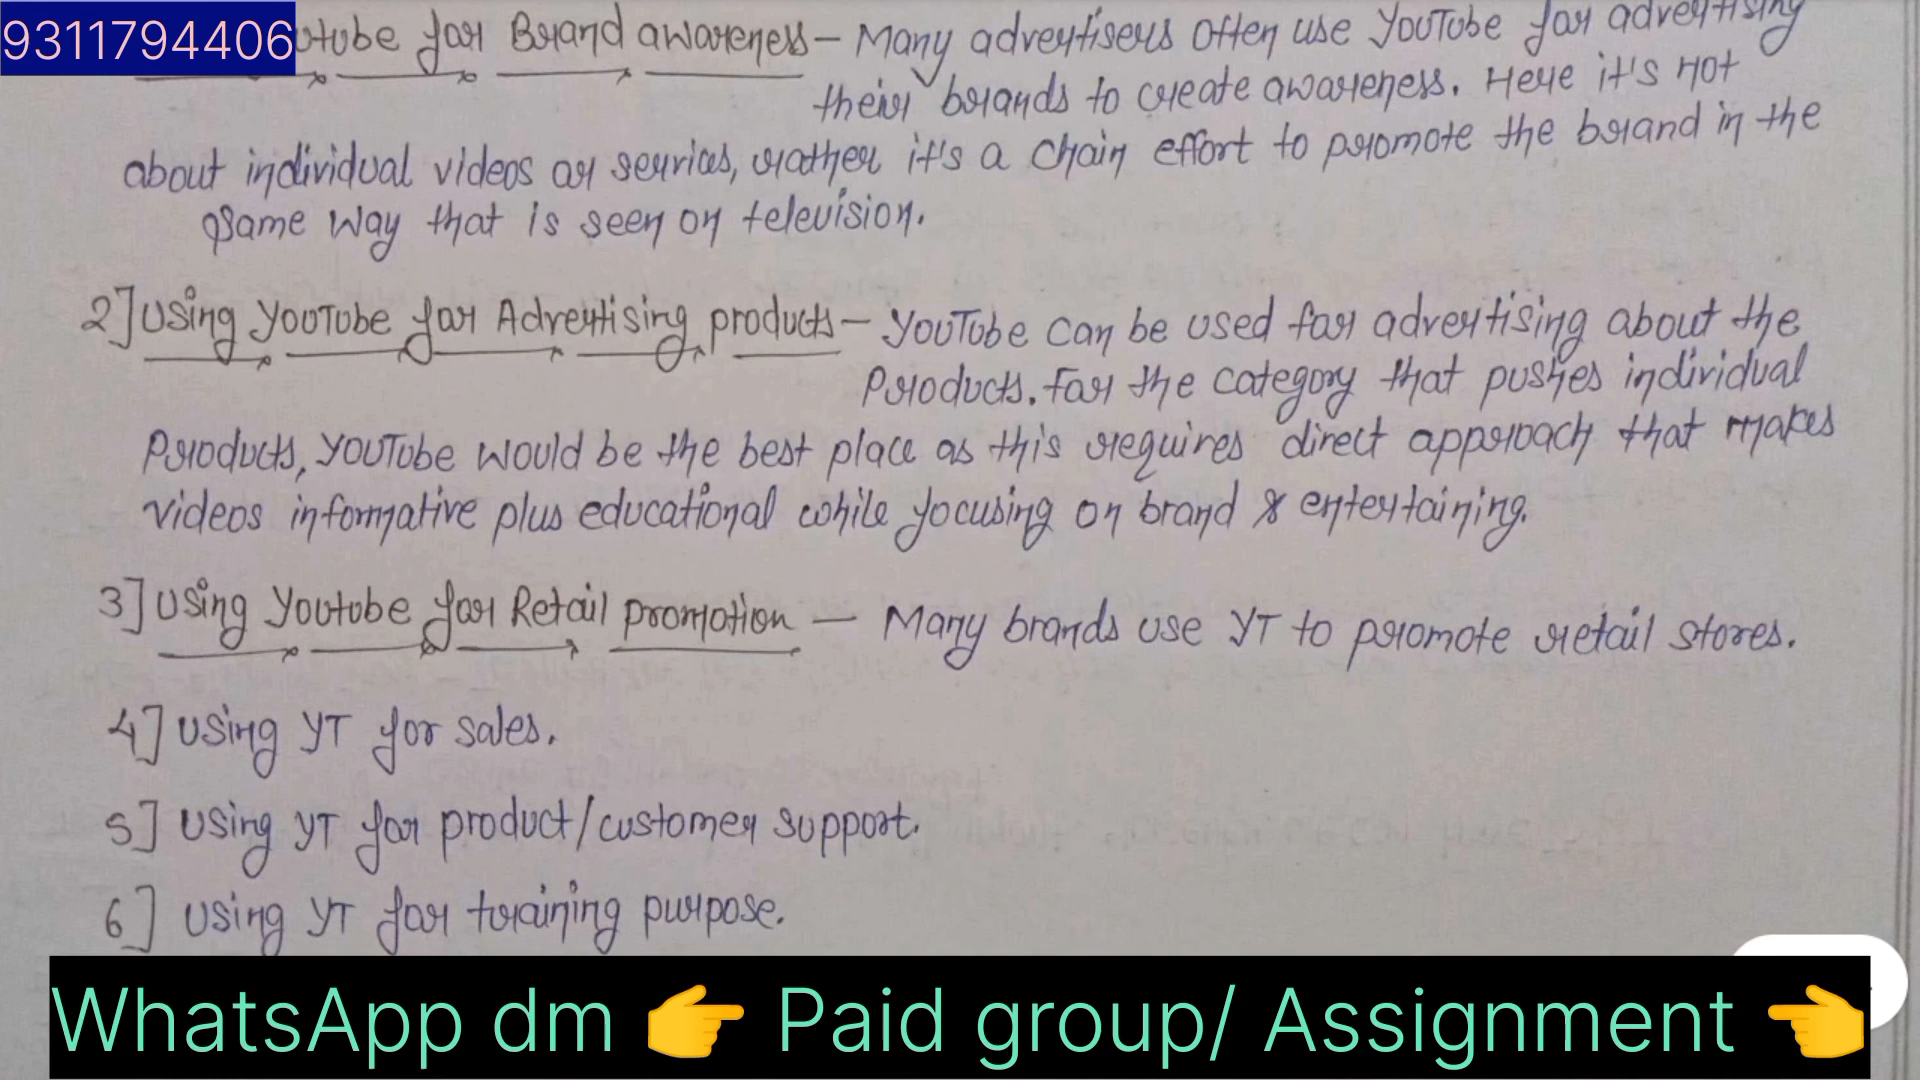 9311794406
utube for Brand awareness - Many advertisers often use YouTube for advertising
their brands to create awareness. Here it's not
about individual videos or services, rather it's a chain effort to promote the brand in the
same way that is seen on television.
2] Using YouTube for Advertising products - YouTube can be used for advertising about the
Products. For the category that pushes individual
Products, YouTube would be the best place as this requires direct approach that makes
videos informative plus educational while focusing on brand & entertaining.
3] Using Youtube for Retail promotion - Many brands use YT to promote retail stores.
4] Using YT for sales.
5] Using YT for product/customer support.
6] Using YT for training purpose.
WhatsApp dm 👉 Paid group/ Assignment 👈